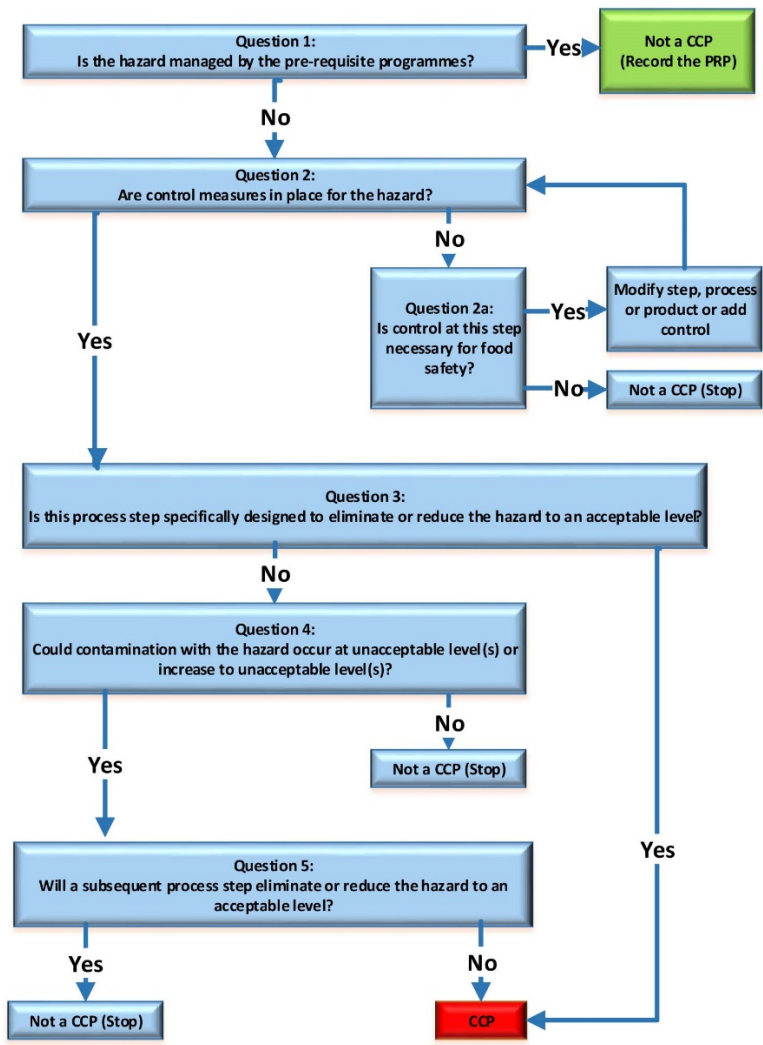 Question 1:
Is the hazard managed by the pre-requisite programmes?
Yes
Not a CCP
(Record the PRP)
No
Question 2:
Are control measures in place for the hazard?
No
Yes
Question 2a:
Is control at this step
necessary for food
safety?
Yes
Modify step, process
or product or add
control
No
Not a CCP (Stop)
Question 3:
Is this process step specifically designed to eliminate or reduce the hazard to an acceptable level?
No
Question 4:
Could contamination with the hazard occur at unacceptable level(s) or
increase to unacceptable level(s)?
No
Not a CCP (Stop)
Yes
Yes
Question 5:
Will a subsequent process step eliminate or reduce the hazard to an
acceptable level?
Yes
No
Not a CCP (Stop)
CCP